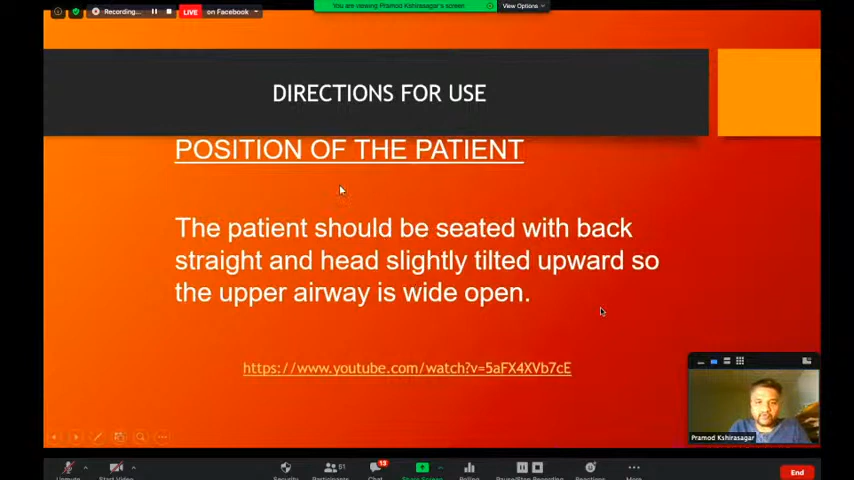 Recording...
LIVE
on Facebook
You are viewing Pramod Kshirasagar's screen
View Options
DIRECTIONS FOR USE
POSITION OF THE PATIENT
The patient should be seated with back
straight and head slightly tilted upward so
the upper airway is wide open.
https://www.youtube.com/watch?v=5aFX4XVb7cE
Pramod Kshirasagar
61
13
Unmute
Start Video
Security
Participants
Chat
Share Screen
Polling
Pause/Stop Recording
Reactions
More
End